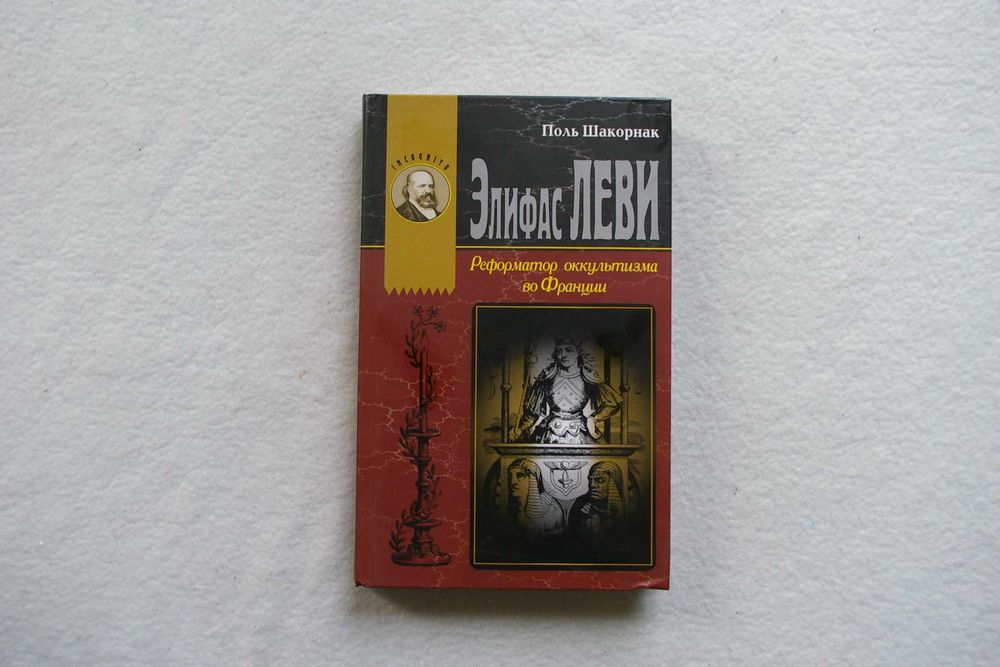 Поль Шакорнак
INCOGNITO
Элифас ЛЕВИ
Реформатор оккультизма
во Франции